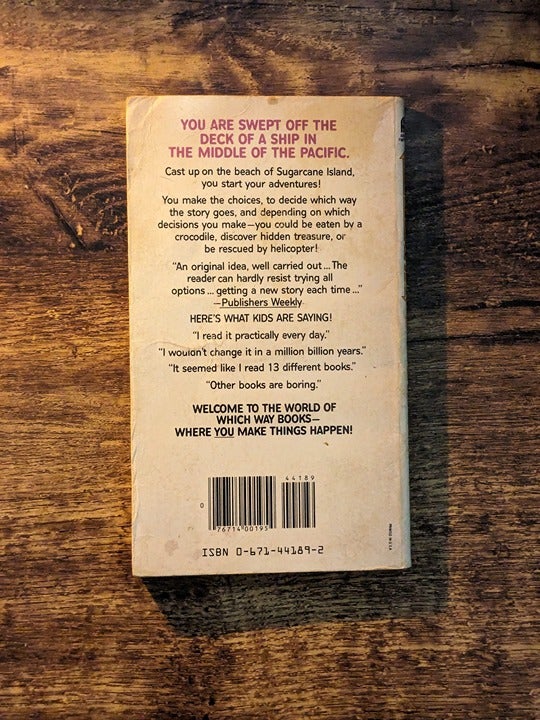 YOU ARE SWEPT OFF THE
DECK OF A SHIP IN
THE MIDDLE OF THE PACIFIC.
Cast up on the beach of Sugarcane Island,
you start your adventures!
You make the choices, to decide which way
the story goes, and depending on which
decisions you make—you could be eaten by a
crocodile, discover hidden treasure, or
be rescued by helicopter!
"An original idea, well carried out...The
reader can hardly resist trying all
options...getting a new story each time..."
—Publishers Weekly
HERE'S WHAT KIDS ARE SAYING!
"I read it practically every day."
"I wouldn't change it in a million billion years."
"It seemed like I read 13 different books."
"Other books are boring."
WELCOME TO THE WORLD OF
WHICH WAY BOOKS—
WHERE YOU MAKE THINGS HAPPEN!
44189
0
76714 00195
ISBN 0-671-44189-2
PRINTED IN U.S.A.